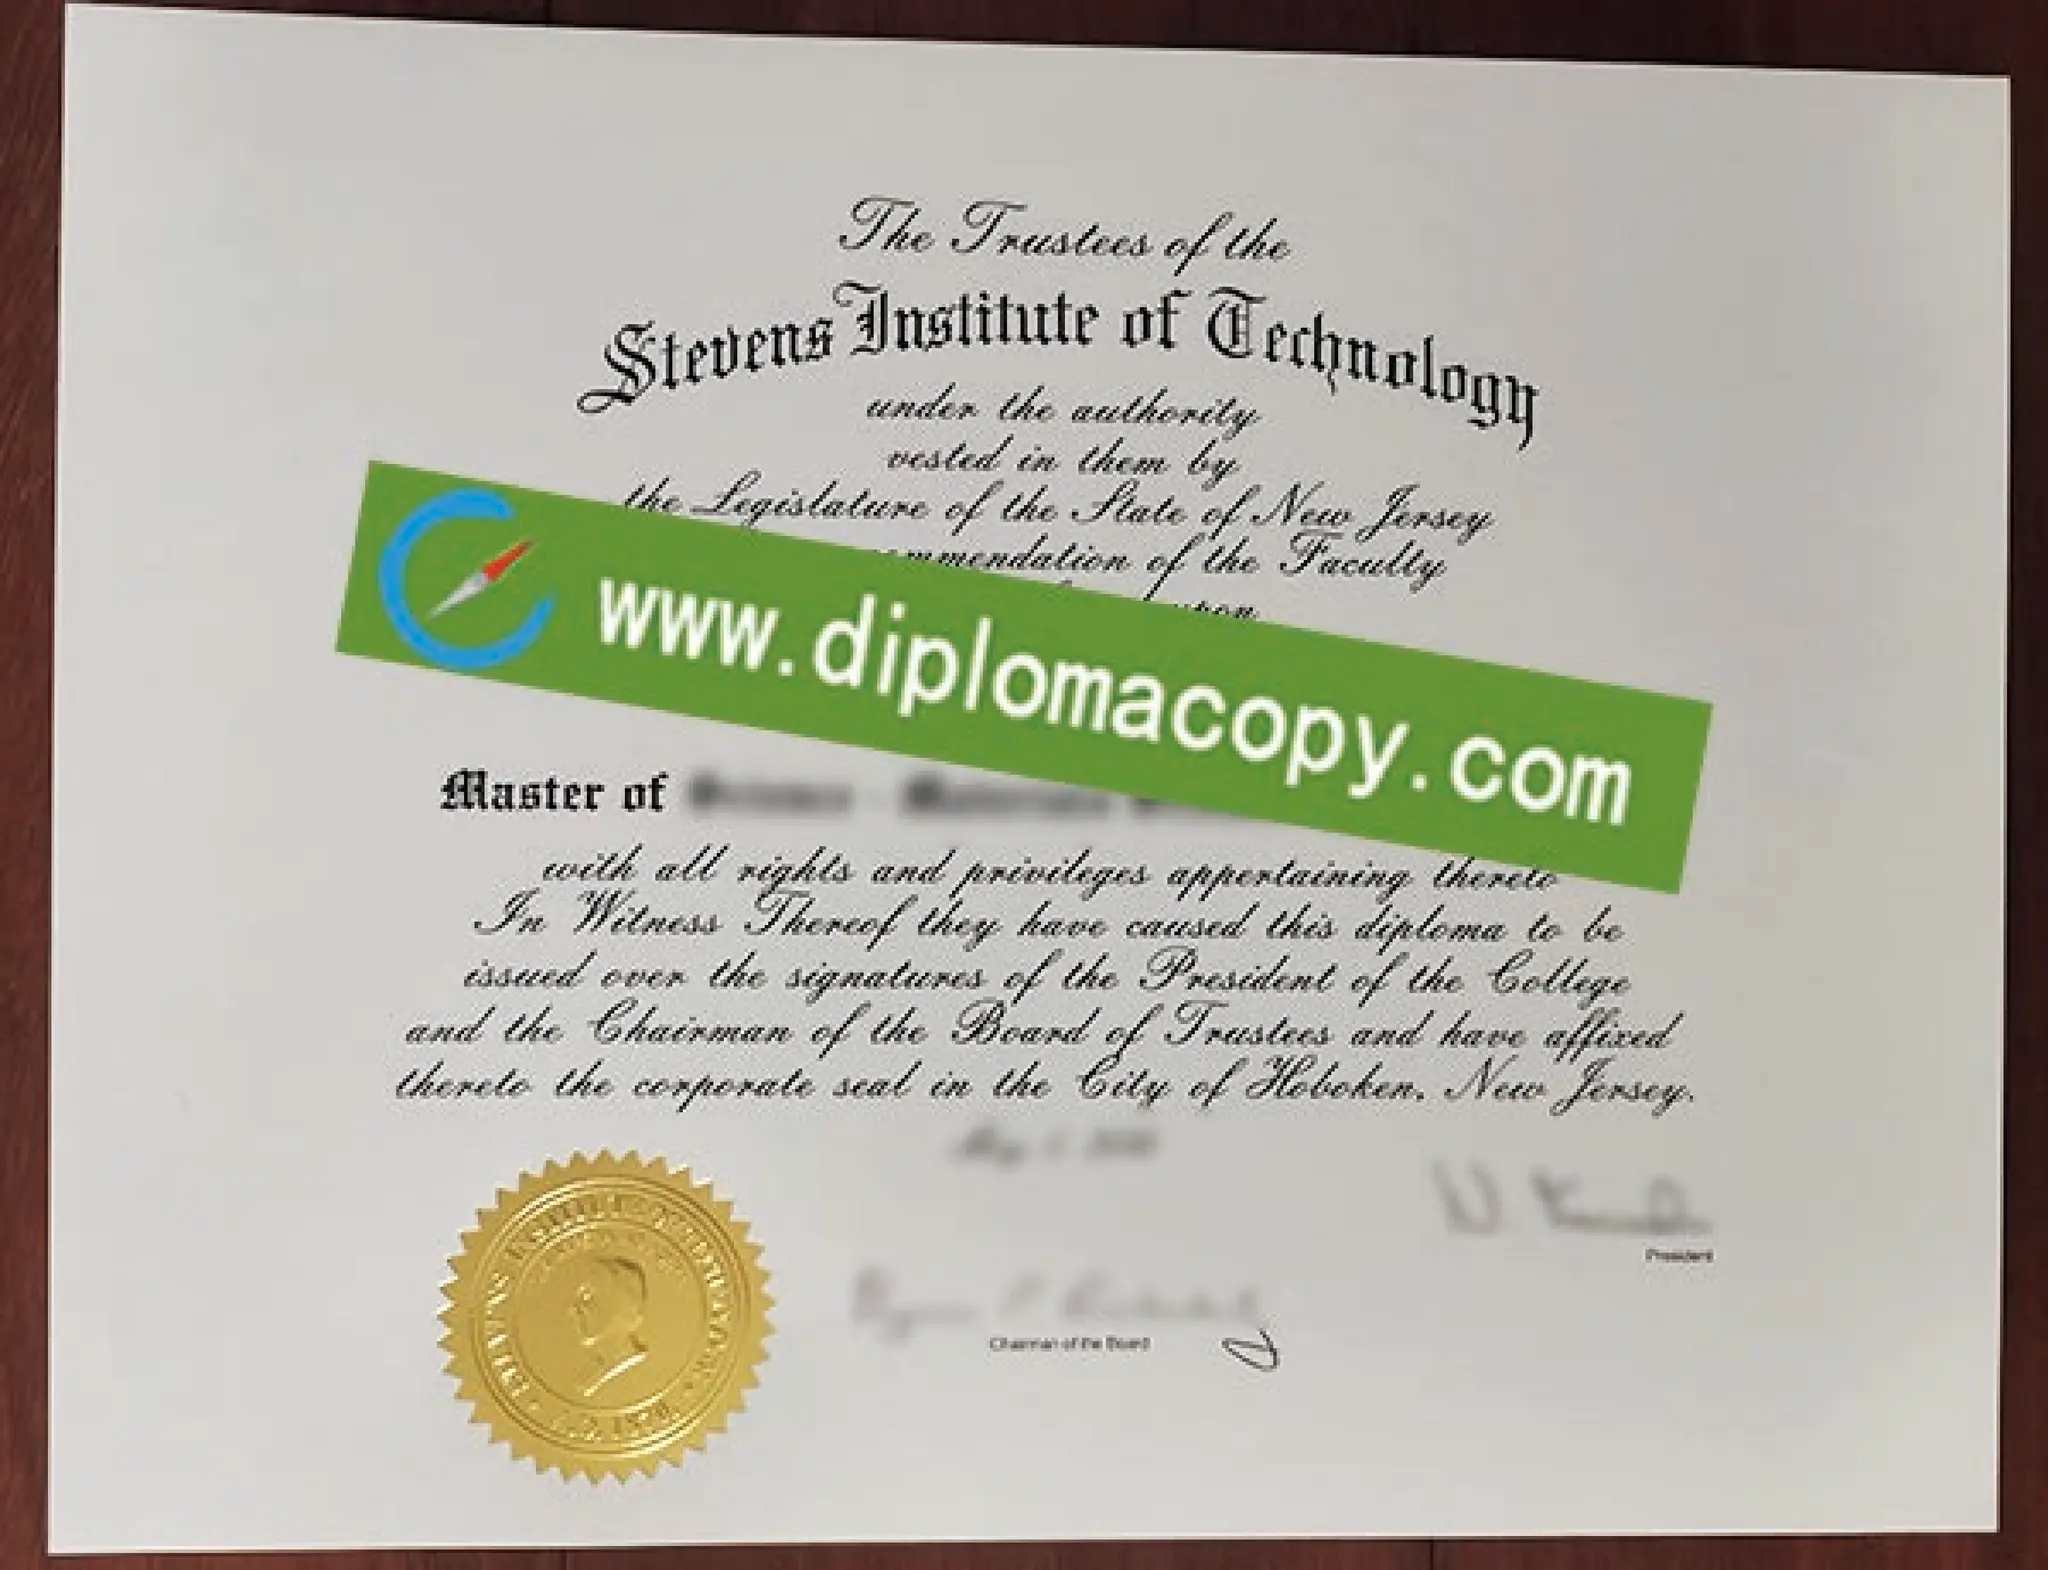 The Trustees of the
Stevens Institute of Technology
under the authority
vested in them by
the Legislature of the State of New Jersey
of the Faculty
upon
www.diplomacopy.com
Master of
with all rights and privileges appertaining thereto
In Witness Thereof they have caused this diploma to be
issued over the signatures of the President of the College
and the Chairman of the Board of Trustees and have affixed
thereto the corporate seal in the City of Hoboken, New Jersey.
President
Chairman of the Board
1870